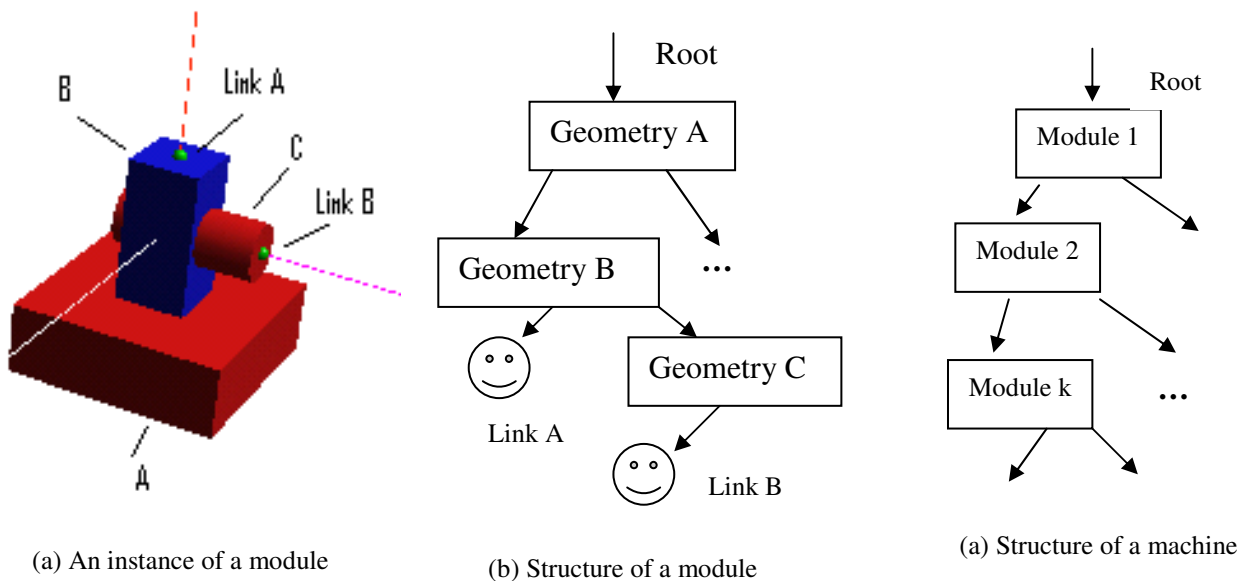 B
Link A
C
Link B
A
(a) An instance of a module
Root
Geometry A
Geometry B
...
Geometry C
Link A
Link B
(b) Structure of a module
Root
Module 1
Module 2
Module k
...
(a) Structure of a machine